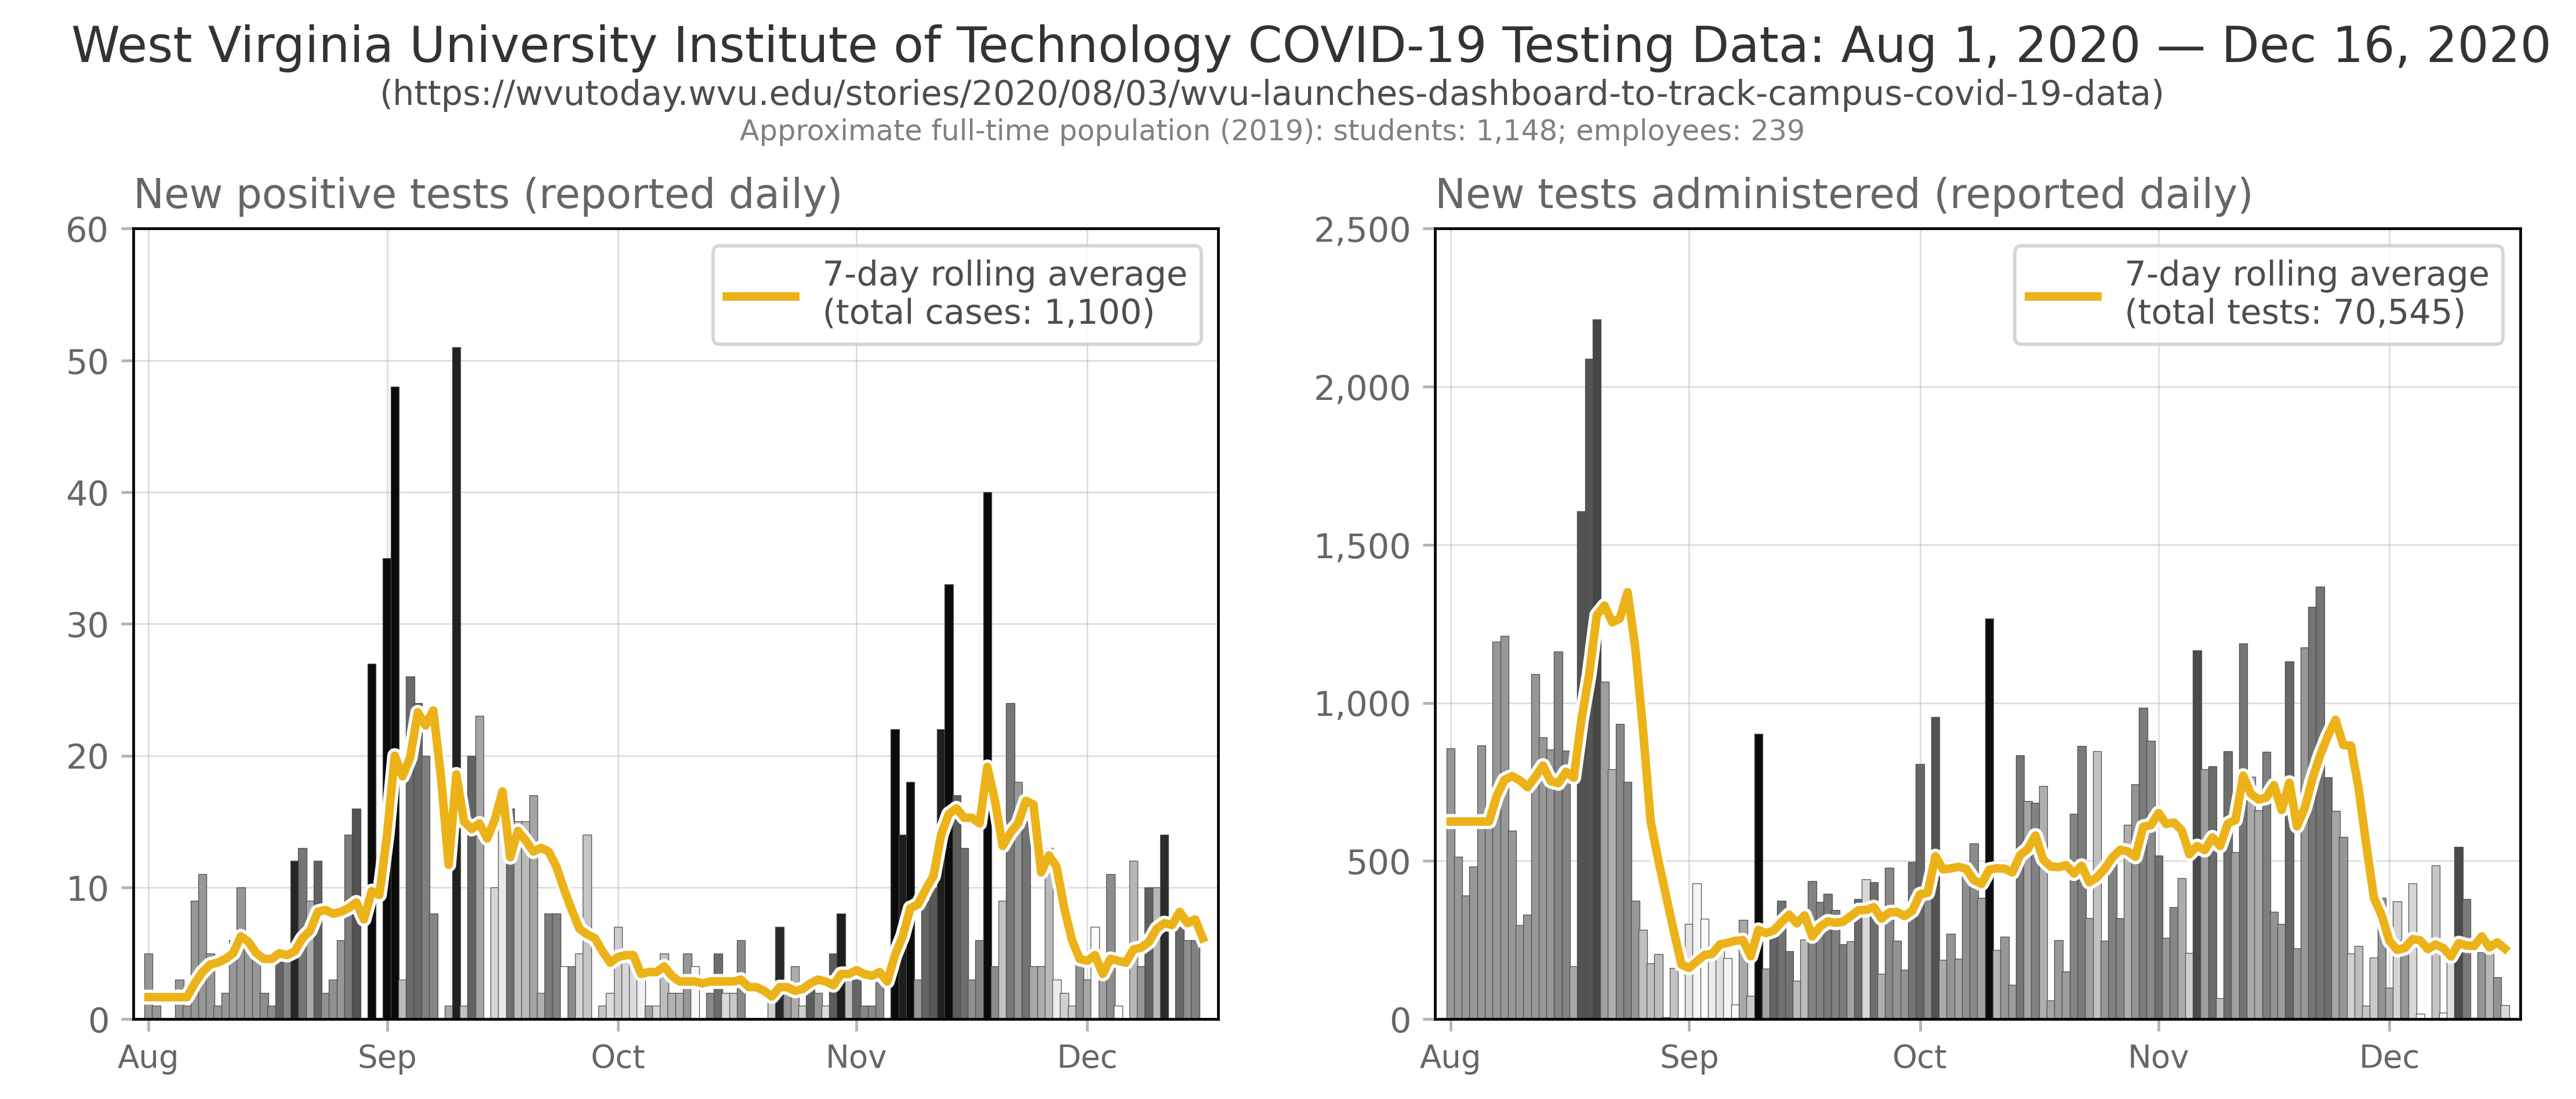 West Virginia University Institute of Technology COVID-19 Testing Data: Aug 1, 2020 — Dec 16, 2020
(https://wvutoday.wvu.edu/stories/2020/08/03/wvu-launches-dashboard-to-track-campus-covid-19-data)
Approximate full-time population (2019): students: 1,148; employees: 239
New positive tests (reported daily)
60
50
40
30
20
10
0
7-day rolling average
(total cases: 1,100)
Aug Sep Oct Nov Dec
New tests administered (reported daily)
2,500
2,000
1,500
1,000
500
0
7-day rolling average
(total tests: 70,545)
Aug Sep Oct Nov Dec